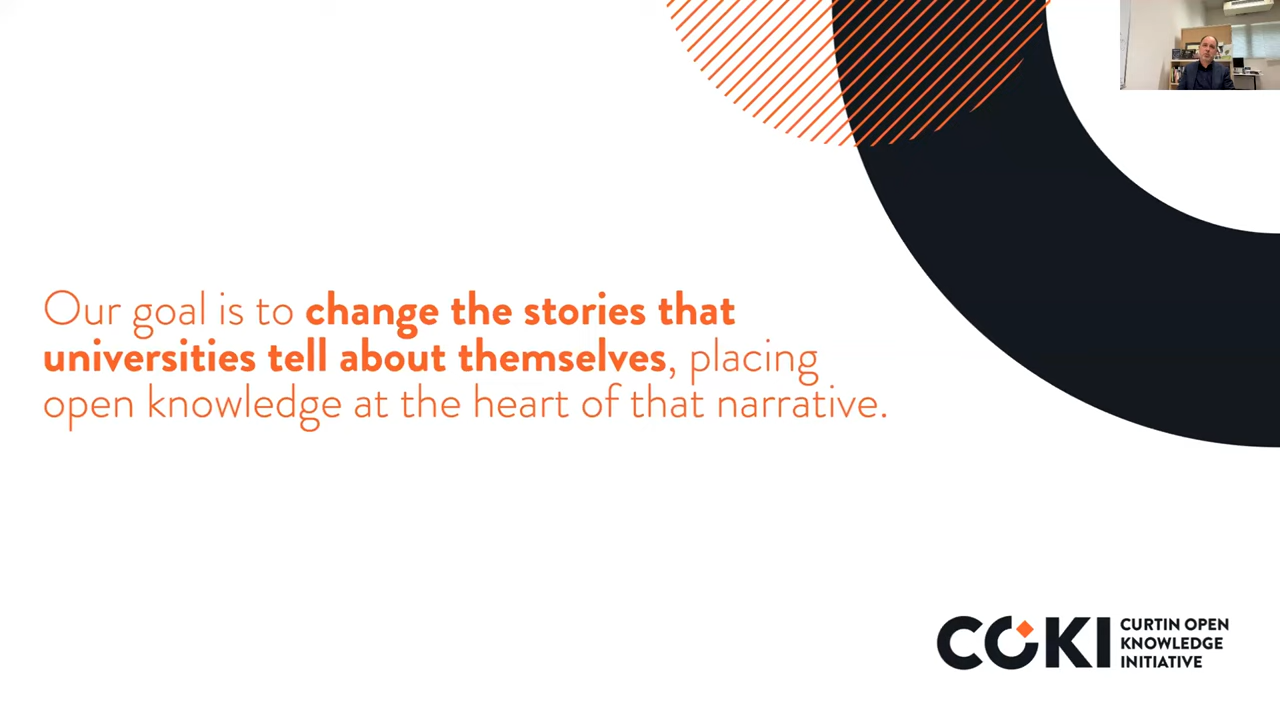 Our goal is to change the stories that
universities tell about themselves, placing
open knowledge at the heart of that narrative.
COKI
CURTIN OPEN
KNOWLEDGE
INITIATIVE